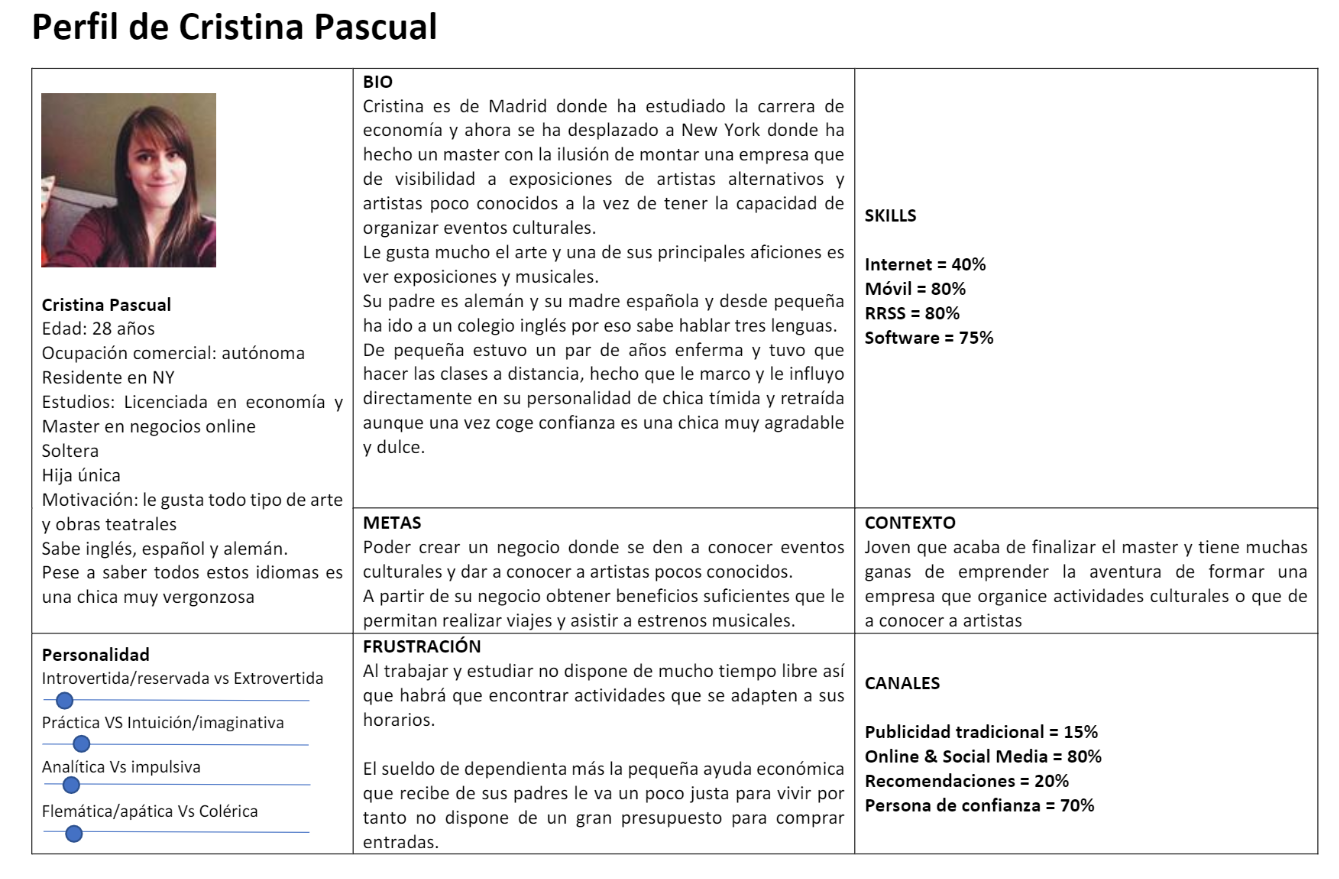 Perfil de Cristina Pascual
Cristina Pascual
Edad: 28 años
Ocupación comercial: autónoma
Residente en NY
Estudios: Licenciada en economía y
Master en negocios online
Soltera
Hija única
Motivación: le gusta todo tipo de arte
y obras teatrales
Sabe inglés, español y alemán.
Pese a saber todos estos idiomas es
una chica muy vergonzosa
BIO
Cristina es de Madrid donde ha estudiado la carrera de
economía y ahora se ha desplazado a New York donde ha
hecho un master con la ilusión de montar una empresa que
de visibilidad a exposiciones de artistas alternativos y
artistas poco conocidos a la vez de tener la capacidad de
organizar eventos culturales.
Le gusta mucho el arte y una de sus principales aficiones es
ver exposiciones y musicales.
Su padre es alemán y su madre española y desde pequeña
ha ido a un colegio inglés por eso sabe hablar tres lenguas.
De pequeña estuvo un par de años enferma y tuvo que
hacer las clases a distancia, hecho que le marco y le influyo
directamente en su personalidad de chica tímida y retraída
aunque una vez coge confianza es una chica muy agradable
y dulce.
SKILLS
Internet = 40%
Móvil = 80%
RRSS = 80%
Software = 75%
METAS
Poder crear un negocio donde se den a conocer eventos
culturales y dar a conocer a artistas pocos conocidos.
A partir de su negocio obtener beneficios suficientes que le
permitan realizar viajes y asistir a estrenos musicales.
CONTEXTO
Joven que acaba de finalizar el master y tiene muchas
ganas de emprender la aventura de formar una
empresa que organice actividades culturales o que de
a conocer a artistas
Personalidad
Introvertida/reservada vs Extrovertida
Práctica VS Intuición/imaginativa
Analítica Vs impulsiva
Flemática/apática Vs Colérica
FRUSTRACIÓN
Al trabajar y estudiar no dispone de mucho tiempo libre así
que habrá que encontrar actividades que se adapten a sus
horarios.
El sueldo de dependienta más la pequeña ayuda económica
que recibe de sus padres le va un poco justa para vivir por
tanto no dispone de un gran presupuesto para comprar
entradas.
CANALES
Publicidad tradicional = 15%
Online & Social Media = 80%
Recomendaciones = 20%
Persona de confianza = 70%